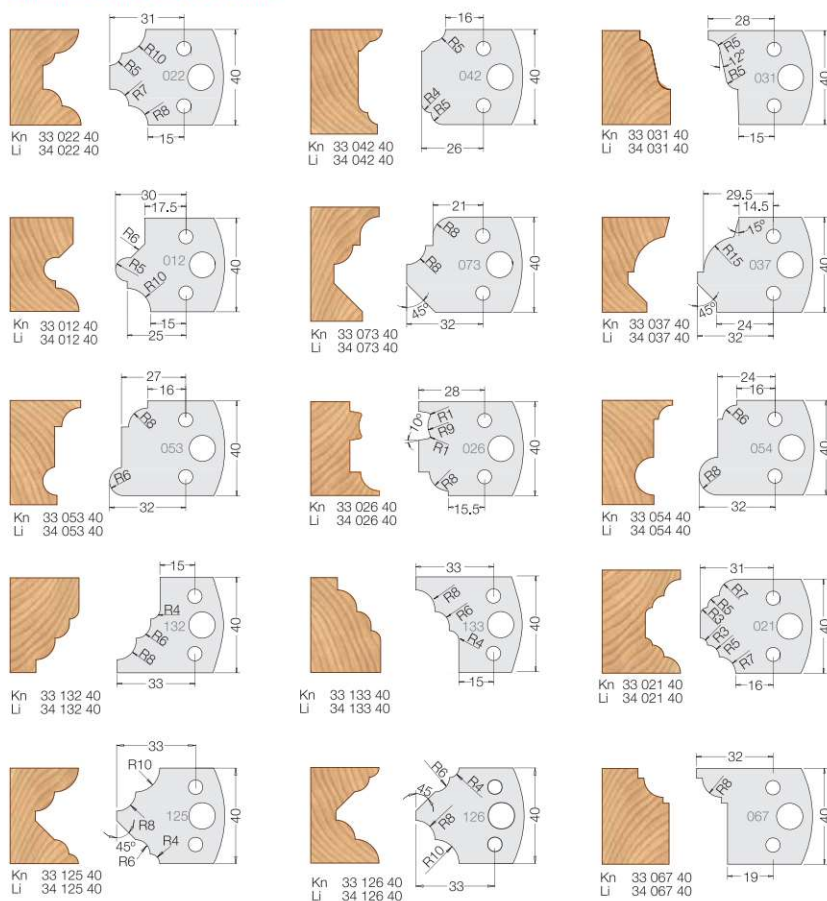 31
R10
022
R5
R7
R8
40
15
Kn 33 022 40
Li 34 022 40
16
R5
042
R4
R5
40
26
Kn 33 042 40
Li 34 042 40
28
R5
12°
031
R5
40
15
Kn 33 031 40
Li 34 031 40
30
17.5
R6
012
R5
R10
40
15
25
Kn 33 012 40
Li 34 012 40
21
R8
073
R8
40
45°
32
Kn 33 073 40
Li 34 073 40
29.5
14.5
15°
R15
037
40
45°
24
32
Kn 33 037 40
Li 34 037 40
27
16
R8
053
R6
40
32
Kn 33 053 40
Li 34 053 40
28
R1
10°
R9
026
R1
R8
40
15.5
Kn 33 026 40
Li 34 026 40
24
16
R6
054
R8
40
32
Kn 33 054 40
Li 34 054 40
15
R4
132
R6
R8
40
33
Kn 33 132 40
Li 34 132 40
33
R8
R6
133
R4
40
15
Kn 33 133 40
Li 34 133 40
31
R7
R5
R3
021
R3
R5
R7
40
16
Kn 33 021 40
Li 34 021 40
33
R10
125
R8
45°
R4
R6
40
Kn 33 125 40
Li 34 125 40
R6
R4
45°
126
R8
R10
40
33
Kn 33 126 40
Li 34 126 40
32
R8
067
40
19
Kn 33 067 40
Li 34 067 40